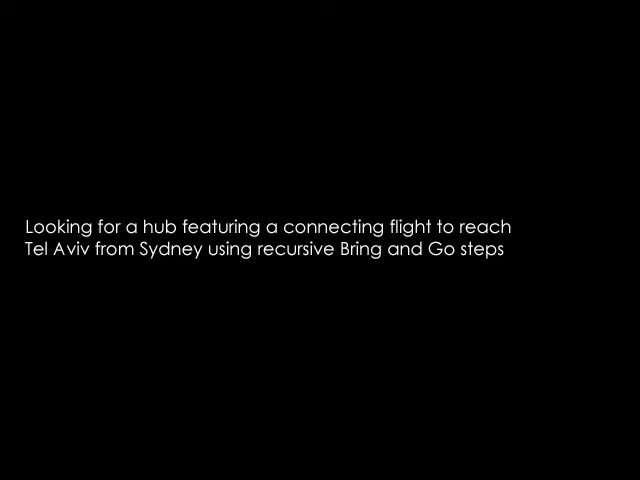 Looking for a hub featuring a connecting flight to reach
Tel Aviv from Sydney using recursive Bring and Go steps